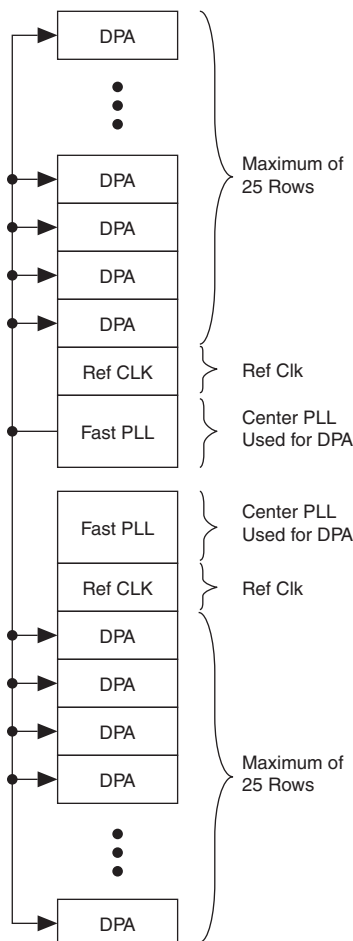 DPA
DPA
DPA
DPA
DPA
Maximum of
25 Rows
Ref CLK
Ref Clk
Fast PLL
Center PLL
Used for DPA
Fast PLL
Center PLL
Used for DPA
Ref CLK
Ref Clk
DPA
DPA
DPA
DPA
Maximum of
25 Rows
DPA